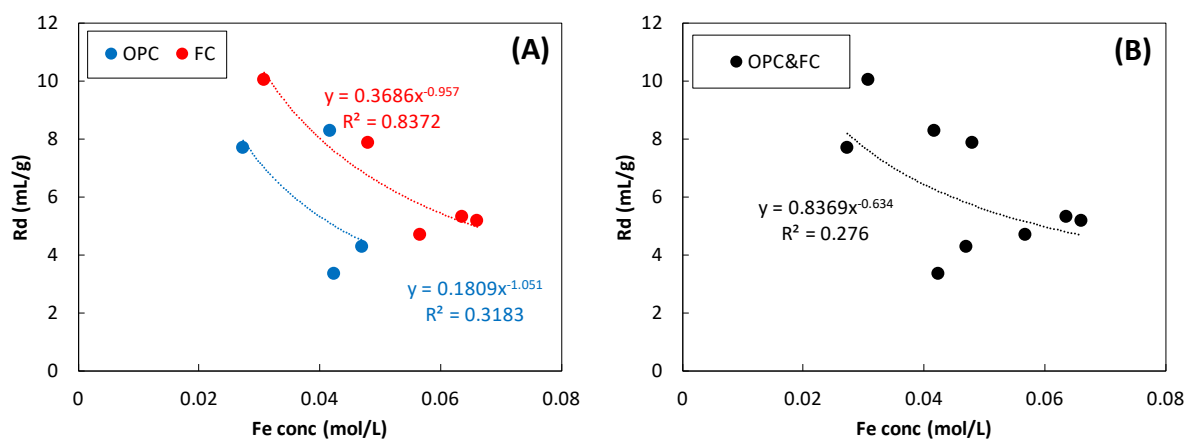 (A)
OPC FC
y = 0.3686x^-0.957
R² = 0.8372
y = 0.1809x^-1.051
R² = 0.3183
12
10
8
6
4
2
0
Rd (mL/g)
0 0.02 0.04 0.06 0.08
Fe conc (mol/L)
(B)
OPC&FC
y = 0.8369x^-0.634
R² = 0.276
12
10
8
6
4
2
0
Rd (mL/g)
0 0.02 0.04 0.06 0.08
Fe conc (mol/L)